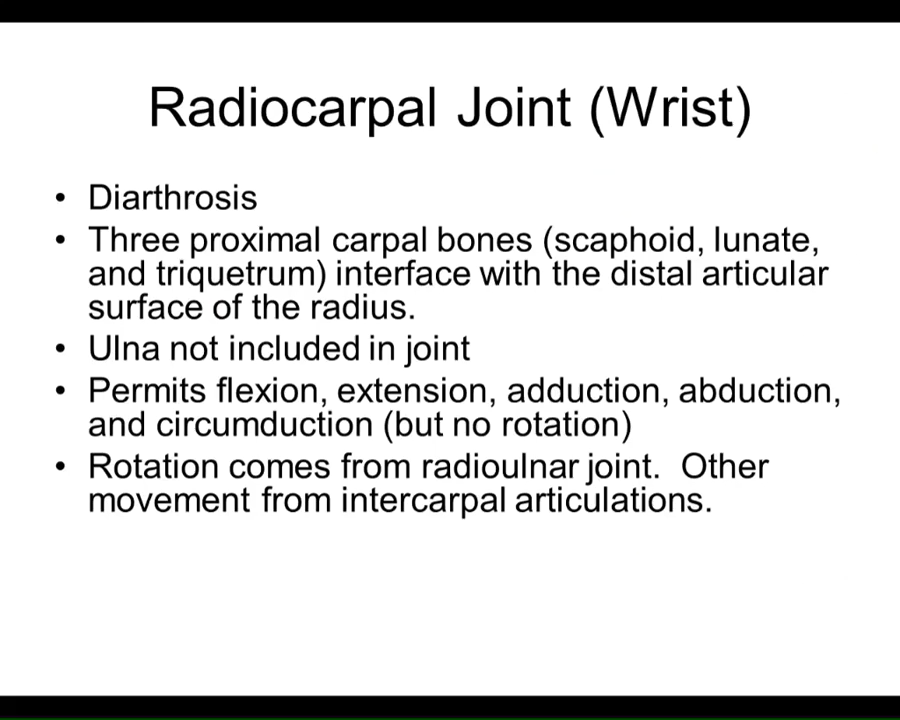 Radiocarpal Joint (Wrist)
• Diarthrosis
• Three proximal carpal bones (scaphoid, lunate,
and triquetrum) interface with the distal articular
surface of the radius.
• Ulna not included in joint
• Permits flexion, extension, adduction, abduction,
and circumduction (but no rotation)
• Rotation comes from radioulnar joint.  Other
movement from intercarpal articulations.